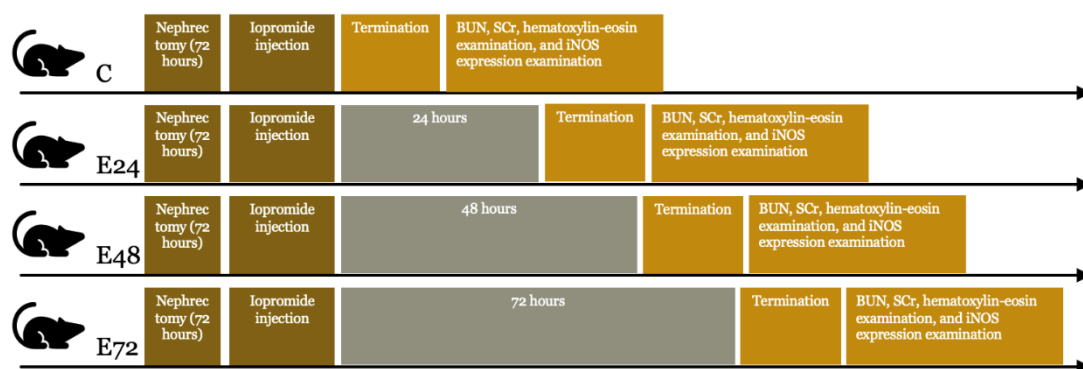 C
Nephrec
tomy (72
hours)
Iopromide
injection
Termination
BUN, SCr, hematoxylin-eosin
examination, and iNOS
expression examination
E24
Nephrec
tomy (72
hours)
Iopromide
injection
24 hours
Termination
BUN, SCr, hematoxylin-eosin
examination, and iNOS
expression examination
E48
Nephrec
tomy (72
hours)
Iopromide
injection
48 hours
Termination
BUN, SCr, hematoxylin-eosin
examination, and iNOS
expression examination
E72
Nephrec
tomy (72
hours)
Iopromide
injection
72 hours
Termination
BUN, SCr, hematoxylin-eosin
examination, and iNOS
expression examination